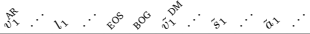 v₁ᴬᴿ ⋯ l₁ ⋯ EOS BOG ṽ₁ᴰᴹ ⋯ s̃₁ ⋯ ã₁ ⋯